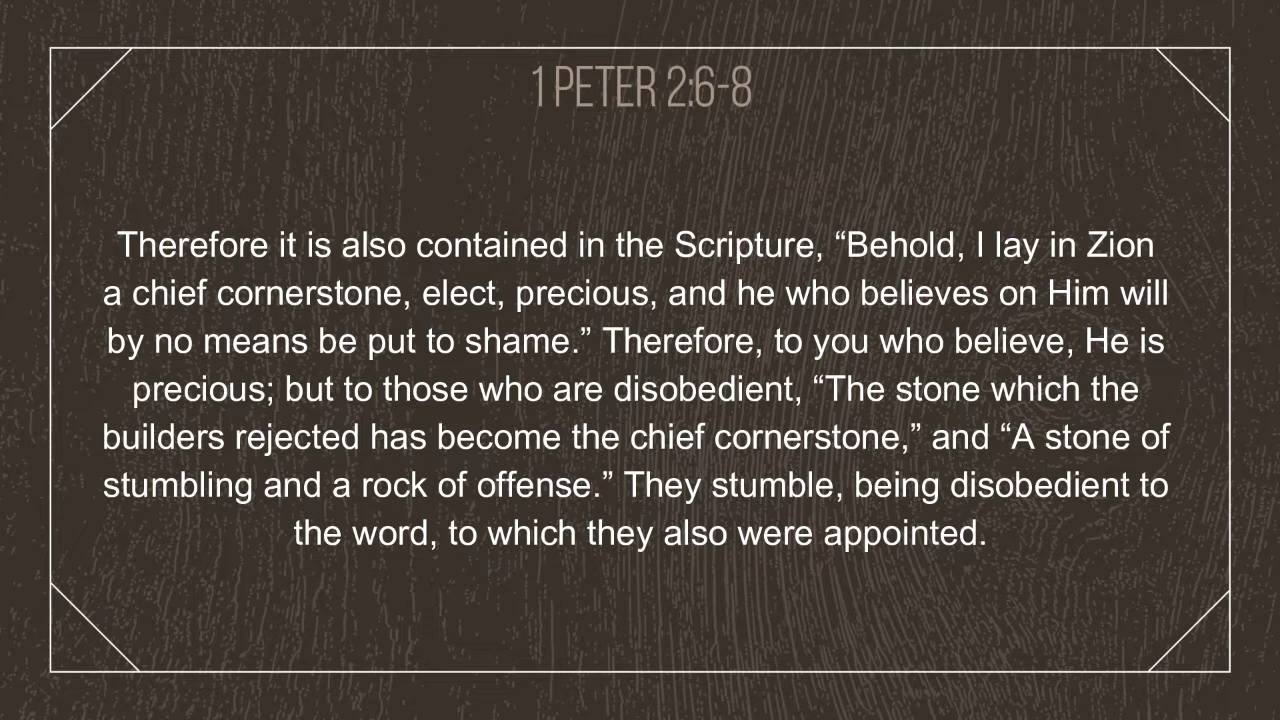 1 PETER 2:6-8
Therefore it is also contained in the Scripture, “Behold, I lay in Zion
a chief cornerstone, elect, precious, and he who believes on Him will
by no means be put to shame.” Therefore, to you who believe, He is
precious; but to those who are disobedient, “The stone which the
builders rejected has become the chief cornerstone,” and “A stone of
stumbling and a rock of offense.” They stumble, being disobedient to
the word, to which they also were appointed.